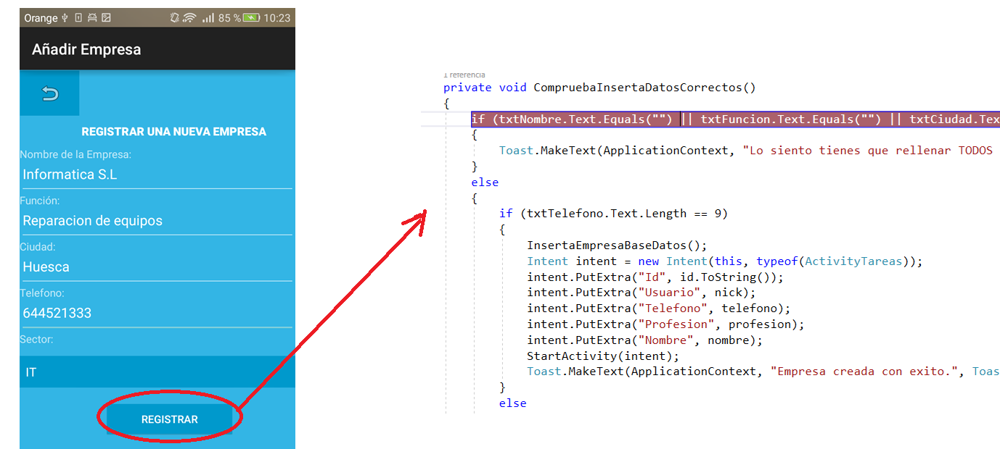 Orange 85 % 10:23
Añadir Empresa
REGISTRAR UNA NUEVA EMPRESA
Nombre de la Empresa:
Informatica S.L
Función:
Reparacion de equipos
Ciudad:
Huesca
Telefono:
644521333
Sector:
IT
REGISTRAR
1 referencia
private void CompruebaInsertaDatosCorrectos()
{
if (txtNombre.Text.Equals("") || txtFuncion.Text.Equals("") || txtCiudad.Tex
{
Toast.MakeText(ApplicationContext, "Lo siento tienes que rellenar TODOS
}
else
{
if (txtTelefono.Text.Length == 9)
{
InsertaEmpresaBaseDatos();
Intent intent = new Intent(this, typeof(ActivityTareas));
intent.PutExtra("Id", id.ToString());
intent.PutExtra("Usuario", nick);
intent.PutExtra("Telefono", telefono);
intent.PutExtra("Profesion", profesion);
intent.PutExtra("Nombre", nombre);
StartActivity(intent);
Toast.MakeText(ApplicationContext, "Empresa creada con exito.", Toas
}
else